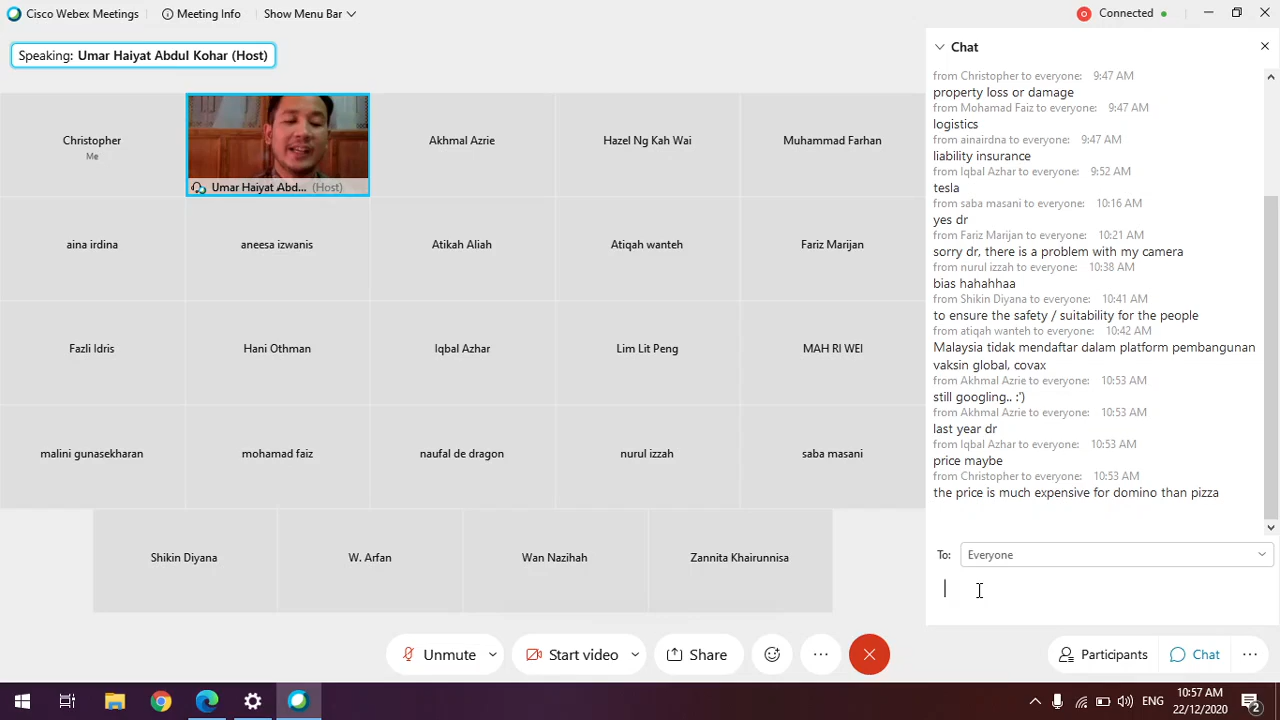 Cisco Webex Meetings
Meeting Info
Show Menu Bar
Connected
Speaking: Umar Haiyat Abdul Kohar (Host)
Christopher
Me
Umar Haiyat Abd... (Host)
Akhmal Azrie
Hazel Ng Kah Wai
Muhammad Farhan
aina irdina
aneesa izwanis
Atikah Aliah
Atiqah wanteh
Fariz Marijan
Fazli Idris
Hani Othman
Iqbal Azhar
Lim Lit Peng
MAH RI WEI
malini gunasekharan
mohamad faiz
naufal de dragon
nurul izzah
saba masani
Shikin Diyana
W. Arfan
Wan Nazihah
Zannita Khairunnisa
Chat
from Christopher to everyone: 9:47 AM
property loss or damage
from Mohamad Faiz to everyone: 9:47 AM
logistics
from ainairdna to everyone: 9:47 AM
liability insurance
from Iqbal Azhar to everyone: 9:52 AM
tesla
from saba masani to everyone: 10:16 AM
yes dr
from Fariz Marijan to everyone: 10:21 AM
sorry dr, there is a problem with my camera
from nurul izzah to everyone: 10:38 AM
bias hahahhaa
from Shikin Diyana to everyone: 10:41 AM
to ensure the safety / suitability for the people
from atiqah wanteh to everyone: 10:42 AM
Malaysia tidak mendaftar dalam platform pembangunan
vaksin global, covax
from Akhmal Azrie to everyone: 10:53 AM
still googling.. :')
from Akhmal Azrie to everyone: 10:53 AM
last year dr
from Iqbal Azhar to everyone: 10:53 AM
price maybe
from Christopher to everyone: 10:53 AM
the price is much expensive for domino than pizza
To: Everyone
Unmute
Start video
Share
Participants
Chat
ENG
10:57 AM
22/12/2020
2